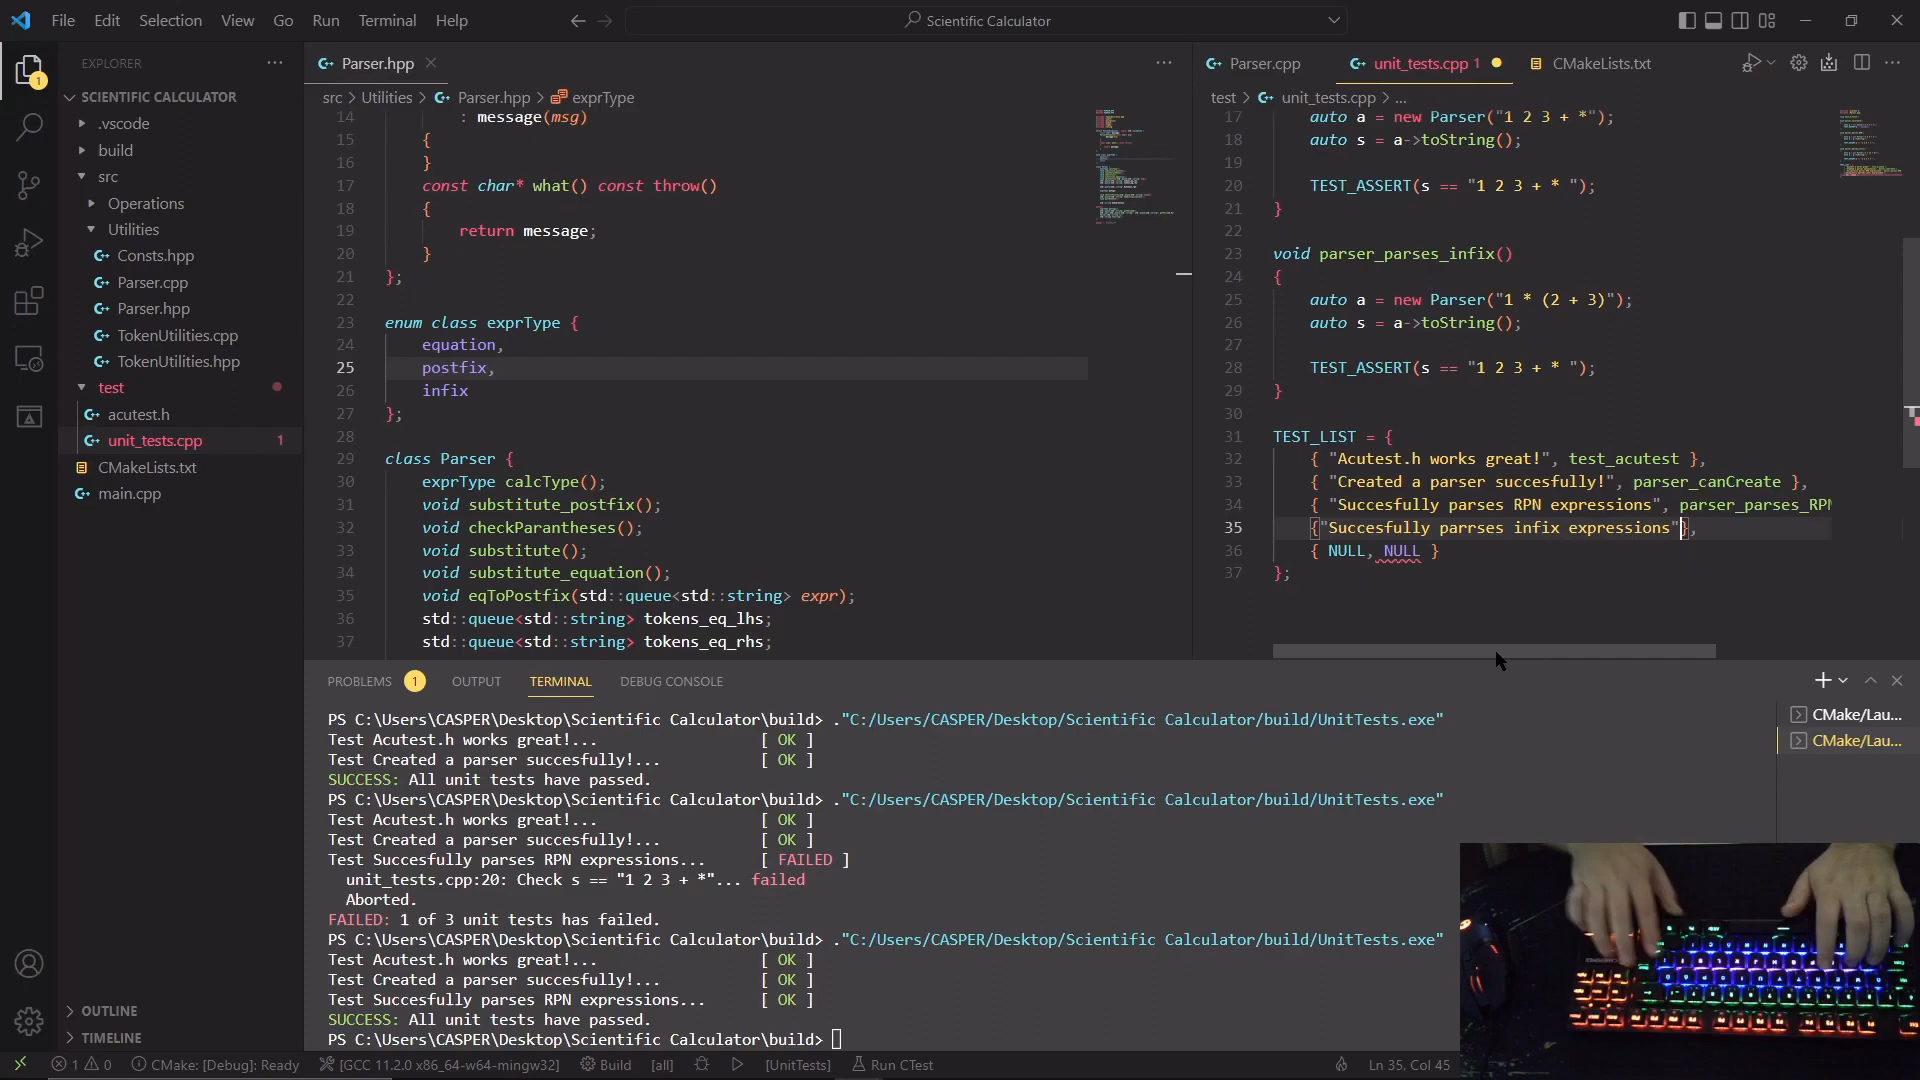 File Edit Selection View Go Run Terminal Help
Scientific Calculator
EXPLORER
1
SCIENTIFIC CALCULATOR
.vscode
build
src
Operations
Utilities
Consts.hpp
Parser.cpp
Parser.hpp
TokenUtilities.cpp
TokenUtilities.hpp
test
acutest.h
unit_tests.cpp 1
CMakeLists.txt
main.cpp
OUTLINE
TIMELINE
Parser.hpp
src > Utilities > Parser.hpp > exprType
14 : message(msg)
15 {
16 }
17 const char* what() const throw()
18 {
19 return message;
20 }
21 };
22
23 enum class exprType {
24 equation,
25 postfix,
26 infix
27 };
28
29 class Parser {
30 exprType calcType();
31 void substitute_postfix();
32 void checkParantheses();
33 void substitute();
34 void substitute_equation();
35 void eqToPostfix(std::queue<std::string> expr);
36 std::queue<std::string> tokens_eq_lhs;
37 std::queue<std::string> tokens_eq_rhs;
Parser.cpp unit_tests.cpp 1 CMakeLists.txt
test > unit_tests.cpp > ...
17 auto a = new Parser("1 2 3 + *");
18 auto s = a->toString();
19
20 TEST_ASSERT(s == "1 2 3 + * ");
21 }
22
23 void parser_parses_infix()
24 {
25 auto a = new Parser("1 * (2 + 3)");
26 auto s = a->toString();
27
28 TEST_ASSERT(s == "1 2 3 + * ");
29 }
30
31 TEST_LIST = {
32 { "Acutest.h works great!", test_acutest },
33 { "Created a parser succesfully!", parser_canCreate },
34 { "Succesfully parses RPN expressions", parser_parses_RPN
35 {"Succesfully parrses infix expressions"},
36 { NULL, NULL }
37 };
PROBLEMS 1 OUTPUT TERMINAL DEBUG CONSOLE
PS C:\Users\CASPER\Desktop\Scientific Calculator\build> ."C:/Users/CASPER/Desktop/Scientific Calculator/build/UnitTests.exe"
Test Acutest.h works great!... [ OK ]
Test Created a parser succesfully!... [ OK ]
SUCCESS: All unit tests have passed.
PS C:\Users\CASPER\Desktop\Scientific Calculator\build> ."C:/Users/CASPER/Desktop/Scientific Calculator/build/UnitTests.exe"
Test Acutest.h works great!... [ OK ]
Test Created a parser succesfully!... [ OK ]
Test Succesfully parses RPN expressions... [ FAILED ]
unit_tests.cpp:20: Check s == "1 2 3 + *"... failed
Aborted.
FAILED: 1 of 3 unit tests has failed.
PS C:\Users\CASPER\Desktop\Scientific Calculator\build> ."C:/Users/CASPER/Desktop/Scientific Calculator/build/UnitTests.exe"
Test Acutest.h works great!... [ OK ]
Test Created a parser succesfully!... [ OK ]
Test Succesfully parses RPN expressions... [ OK ]
SUCCESS: All unit tests have passed.
PS C:\Users\CASPER\Desktop\Scientific Calculator\build>
CMake/Lau...
CMake/Lau...
1 0 CMake: [Debug]: Ready [GCC 11.2.0 x86_64-w64-mingw32] Build [all] [UnitTests] Run CTest Ln 35, Col 45